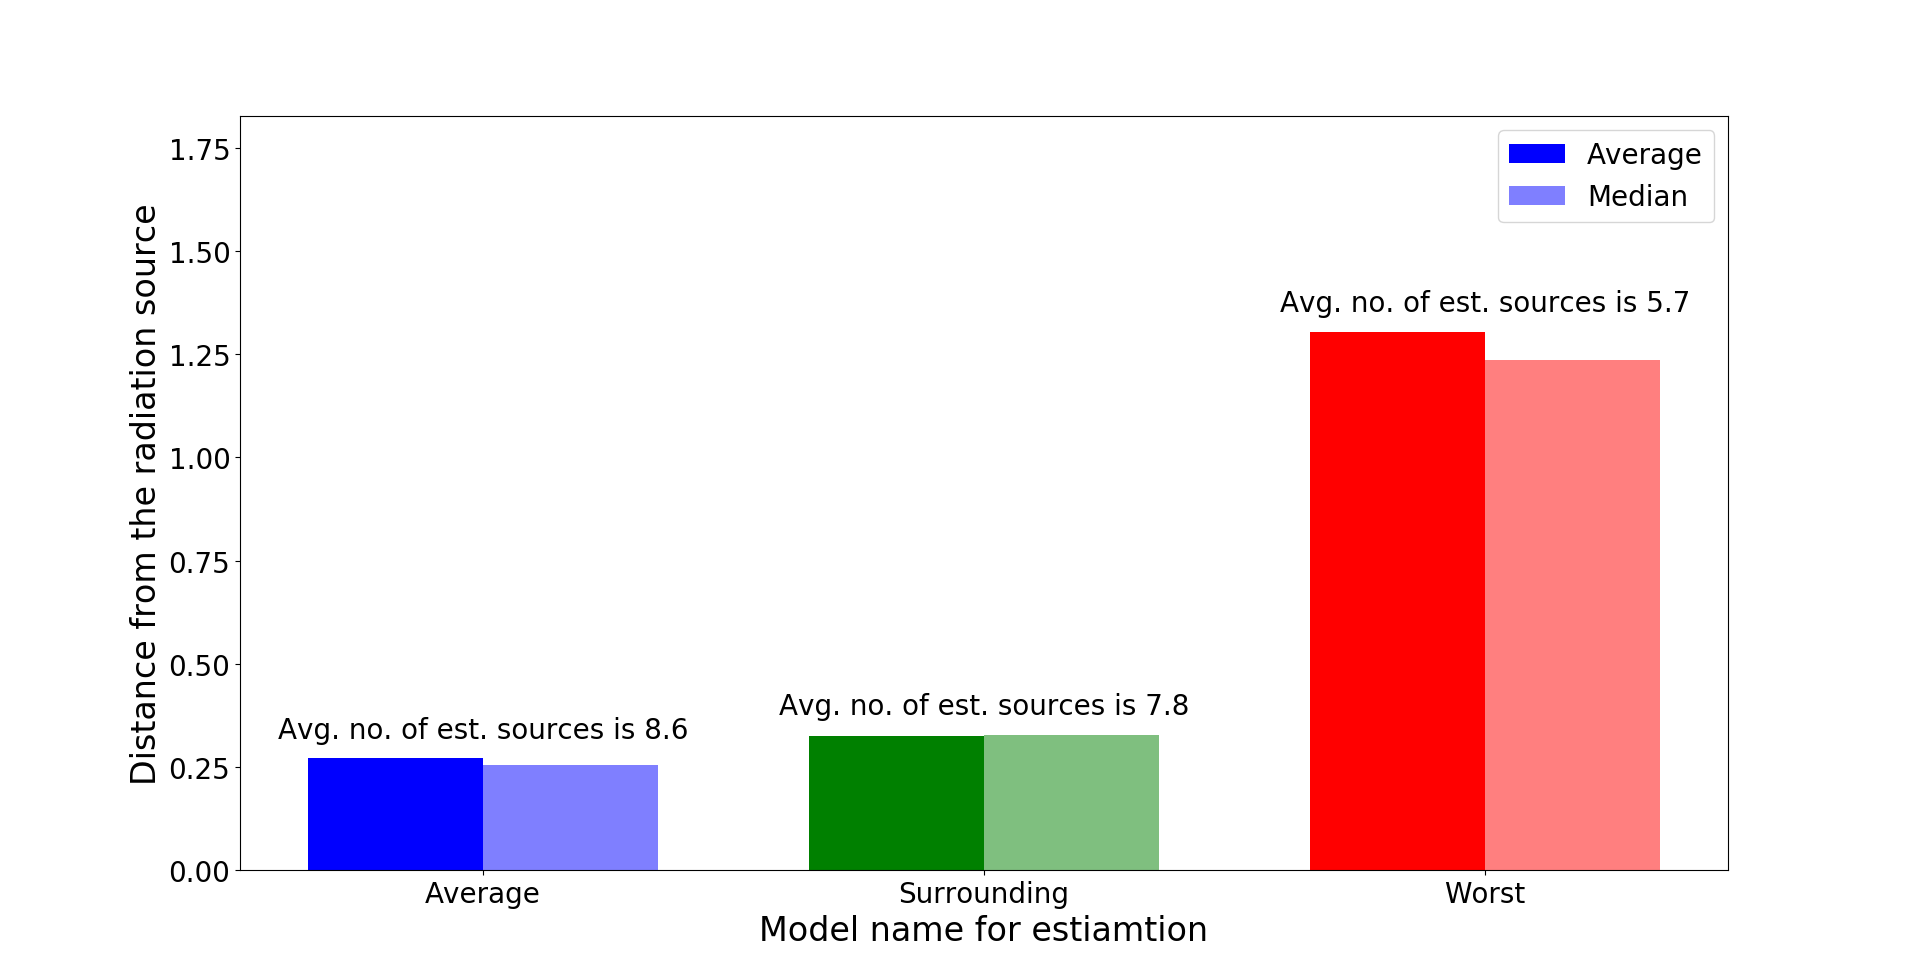 Average
Median
1.75
1.50
1.25
1.00
0.75
0.50
0.25
0.00
Distance from the radiation source
Avg. no. of est. sources is 8.6
Avg. no. of est. sources is 7.8
Avg. no. of est. sources is 5.7
Average
Surrounding
Worst
Model name for estiamtion